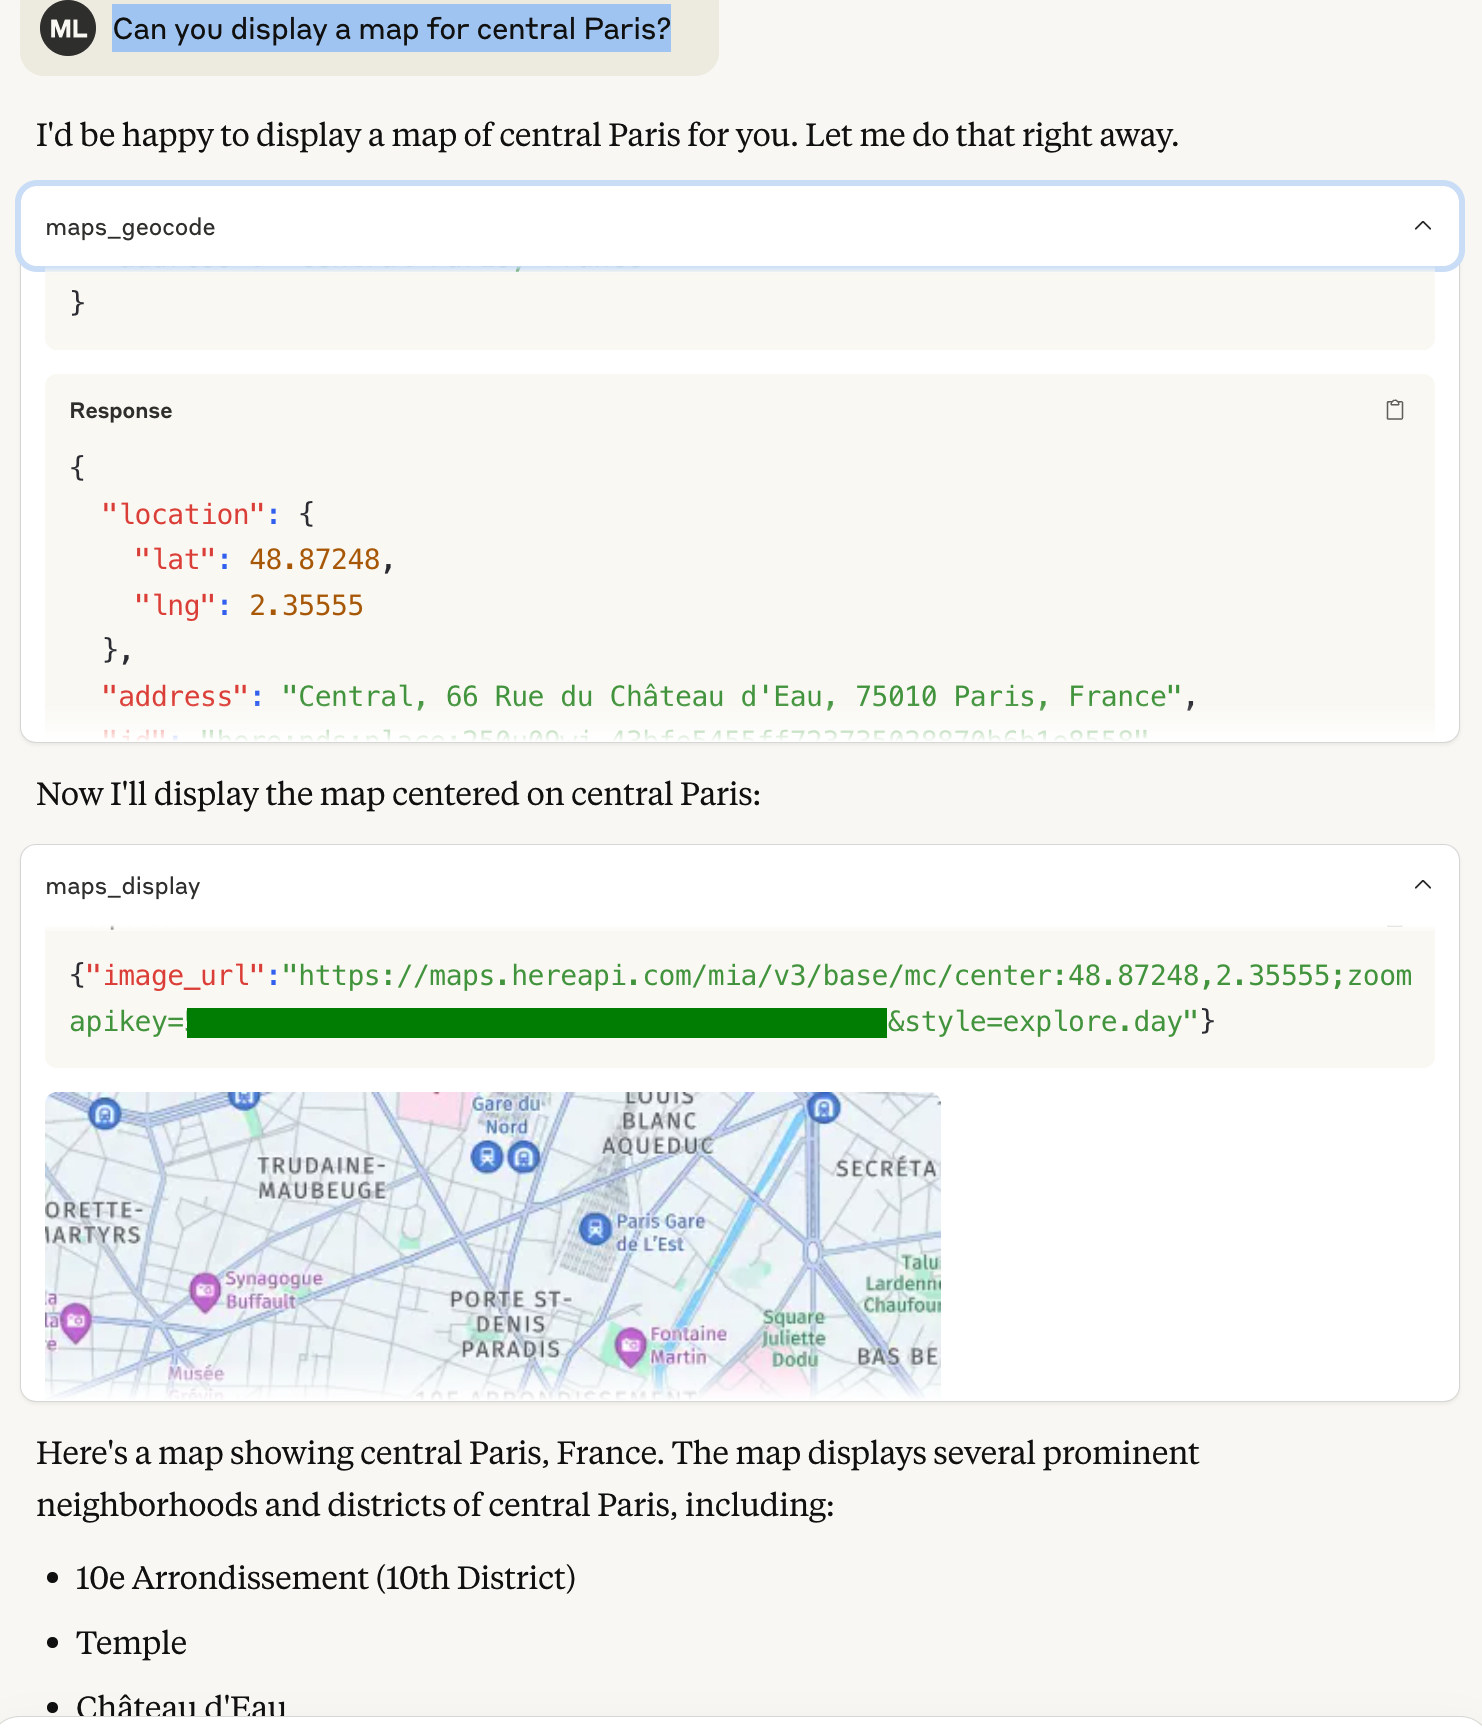 ML Can you display a map for central Paris?
I'd be happy to display a map of central Paris for you. Let me do that right away.
maps_geocode
}
Response
{
"location": {
"lat": 48.87248,
"lng": 2.35555
},
"address": "Central, 66 Rue du Château d'Eau, 75010 Paris, France",
Now I'll display the map centered on central Paris:
maps_display
{"image_url":"https://maps.hereapi.com/mia/v3/base/mc/center:48.87248,2.35555;zoom
apikey=
&style=explore.day"}
Gare du
Nord
LOUIS
BLANC
AQUEDUC
TRUDAINE-
MAUBEUGE
SECRÉTA
ORETTE-
MARTYRS
Paris Gare
de L'Est
Synagogue
Buffault
Talu
Lardenn
Chaufour
PORTE ST-
DENIS
PARADIS
Square
Juliette
Dodu
Fontaine
Martin
BAS BE
Musée
Grévin
10E ARRONDISSEMENT
Here's a map showing central Paris, France. The map displays several prominent
neighborhoods and districts of central Paris, including:
• 10e Arrondissement (10th District)
• Temple
• Château d'Eau